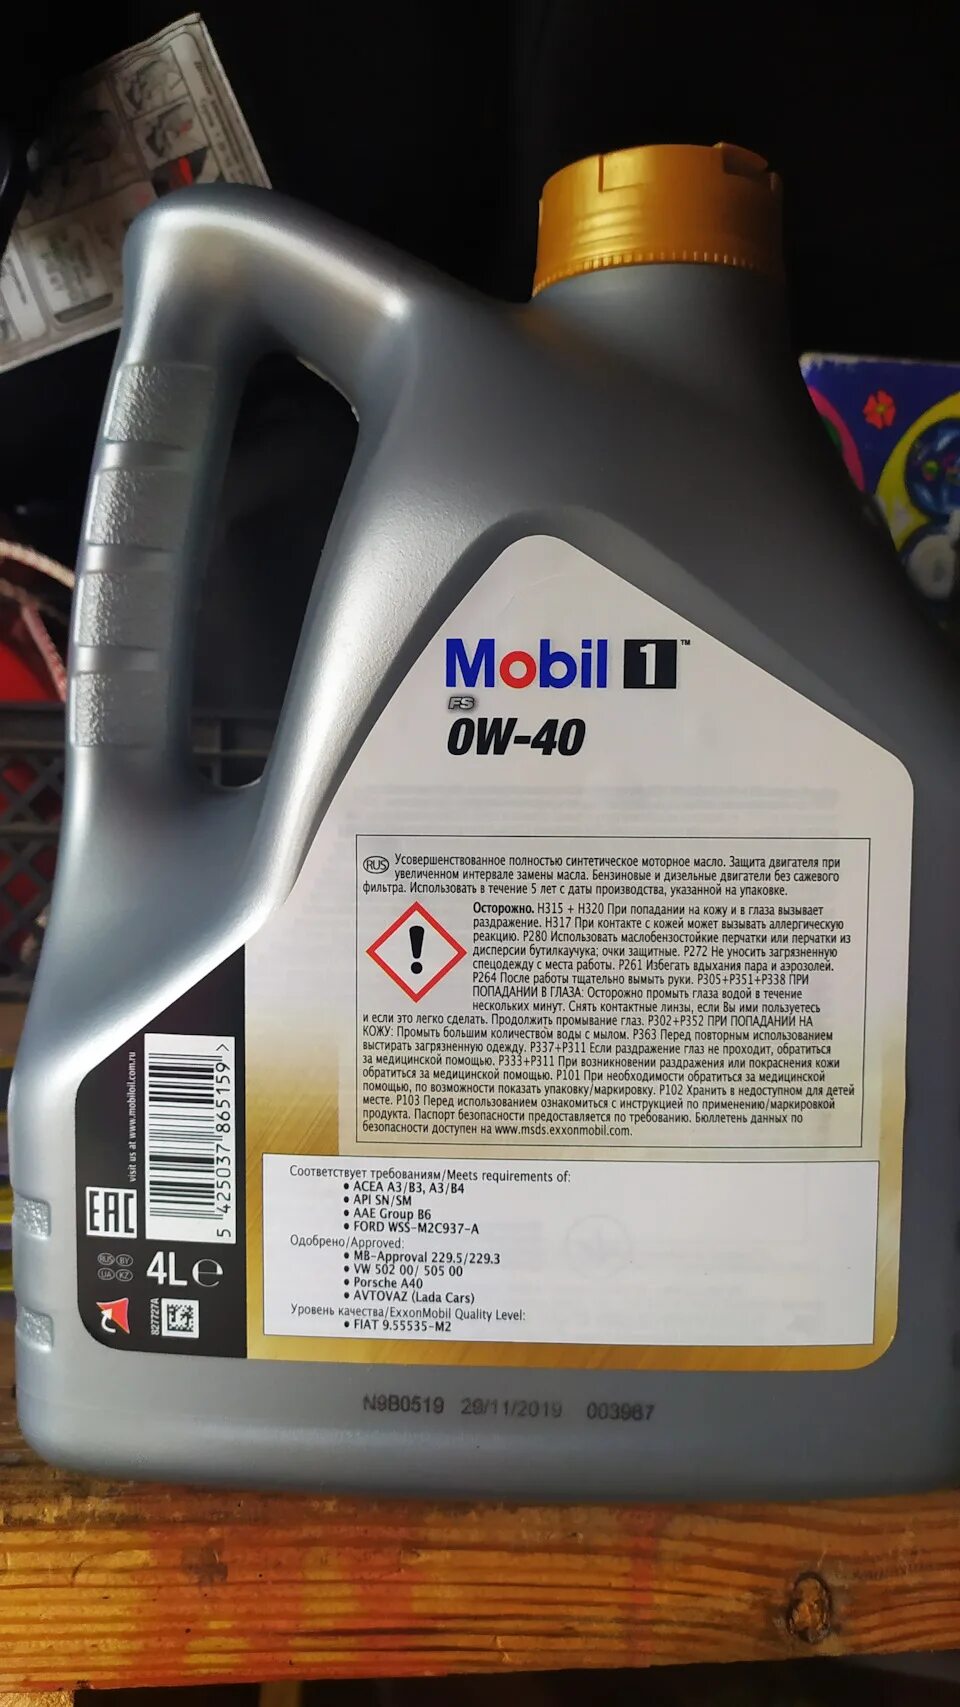 Mobil 1™
FS
0W-40
RUS Усовершенствованное полностью синтетическое моторное масло. Защита двигателя при
увеличенном интервале замены масла. Бензиновые и дизельные двигатели без сажевого
фильтра. Использовать в течение 5 лет с даты производства, указанной на упаковке.
Осторожно. H315 + H320 При попадании на кожу и в глаза вызывает
раздражение. H317 При контакте с кожей может вызывать аллергическую
реакцию. P280 Использовать маслобензостойкие перчатки или перчатки из
дисперсии бутилкаучука; очки защитные. P272 Не уносить загрязненную
спецодежду с места работы. P261 Избегать вдыхания пара и аэрозолей.
P264 После работы тщательно вымыть руки. P305+P351+P338 ПРИ
ПОПАДАНИИ В ГЛАЗА: Осторожно промыть глаза водой в течение
нескольких минут. Снять контактные линзы, если Вы ими пользуетесь
и если это легко сделать. Продолжить промывание глаз. P302+P352 ПРИ ПОПАДАНИИ НА
КОЖУ: Промыть большим количеством воды с мылом. P363 Перед повторным использованием
выстирать загрязненную одежду. P337+P311 Если раздражение глаз не проходит, обратиться
за медицинской помощью. P333+P311 При возникновении раздражения или покраснения кожи
обратиться за медицинской помощью. P101 При необходимости обратиться за медицинской
помощью, по возможности показать упаковку/маркировку. P102 Хранить в недоступном для детей
месте. P103 Перед использованием ознакомиться с инструкцией по применению/маркировкой
продукта. Паспорт безопасности предоставляется по требованию. Бюллетень данных по
безопасности доступен на www.msds.exxonmobil.com.
visit us at www.mobiloil.com.ru
5 425037 865159 >
EAC
RUS BY
UA KZ
4L e
827727A
Соответствует требованиям/Meets requirements of:
• ACEA A3/B3, A3/B4
• API SN/SM
• AAE Group B6
• FORD WSS-M2C937-A
Одобрено/Approved:
• MB-Approval 229.5/229.3
• VW 502 00/ 505 00
• Porsche A40
• AVTOVAZ (Lada Cars)
Уровень качества/ExxonMobil Quality Level:
• FIAT 9.55535-M2
N9B0519 29/11/2019 003967